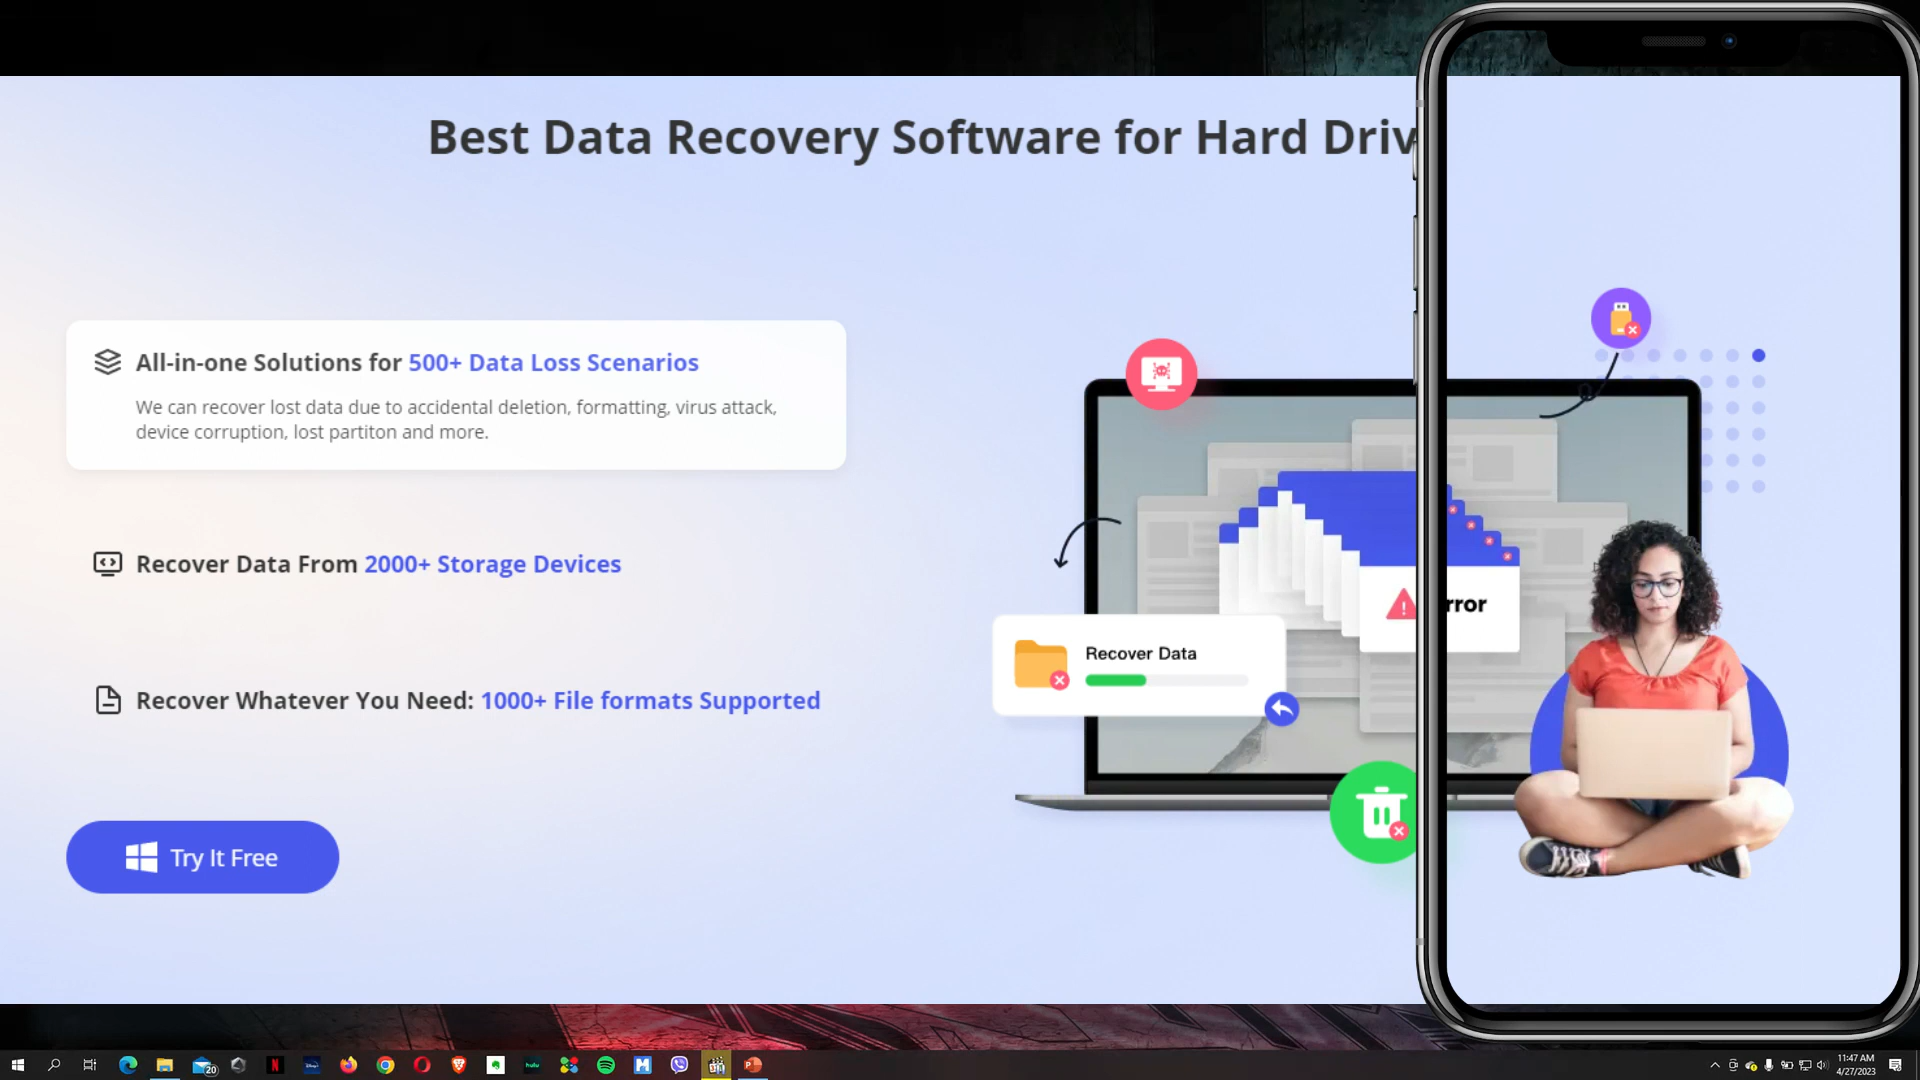 Best Data Recovery Software for Hard Driv
All-in-one Solutions for 500+ Data Loss Scenarios
We can recover lost data due to accidental deletion, formatting, virus attack,
device corruption, lost partiton and more.
Recover Data From 2000+ Storage Devices
rror
Recover Data
Recover Whatever You Need: 1000+ File formats Supported
Try It Free
20
N
hulu
M
P
11:47 AM
4/27/2023